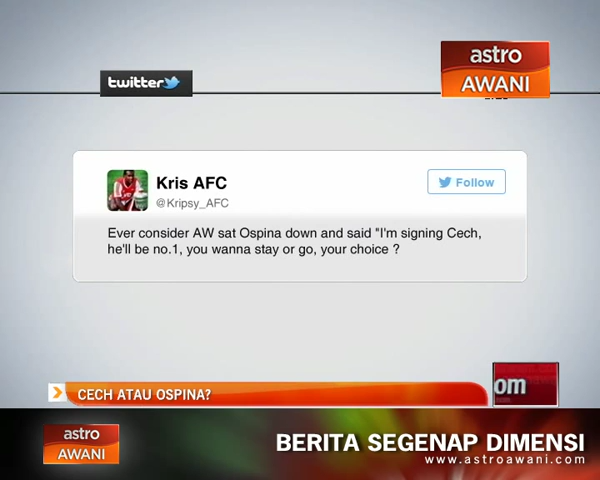 twitter
astro
AWANI
Kris AFC
@Kripsy_AFC
Follow
Ever consider AW sat Ospina down and said "I'm signing Cech,
he'll be no.1, you wanna stay or go, your choice ?
CECH ATAU OSPINA?
om
astro
AWANI
BERITA SEGENAP DIMENSI
www.astroawani.com